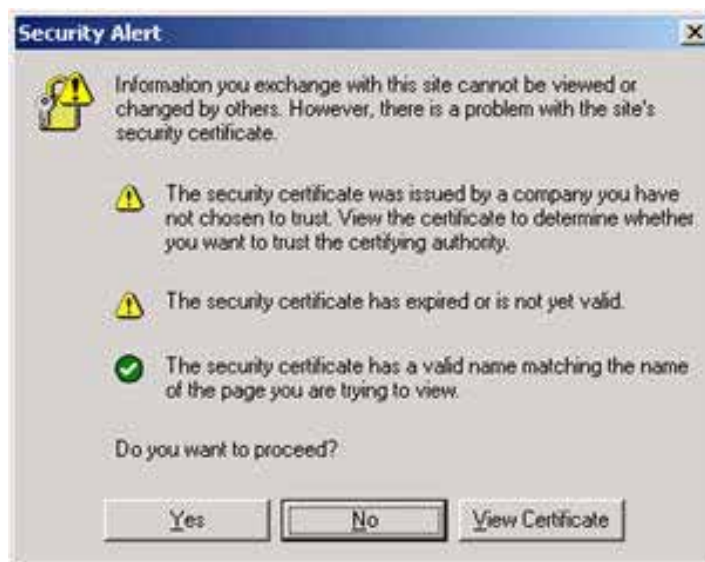 Security Alert
Information you exchange with this site cannot be viewed or
changed by others. However, there is a problem with the site's
security certificate.
The security certificate was issued by a company you have
not chosen to trust. View the certificate to determine whether
you want to trust the certifying authority.
The security certificate has expired or is not yet valid.
The security certificate has a valid name matching the name
of the page you are trying to view.
Do you want to proceed?
Yes No View Certificate